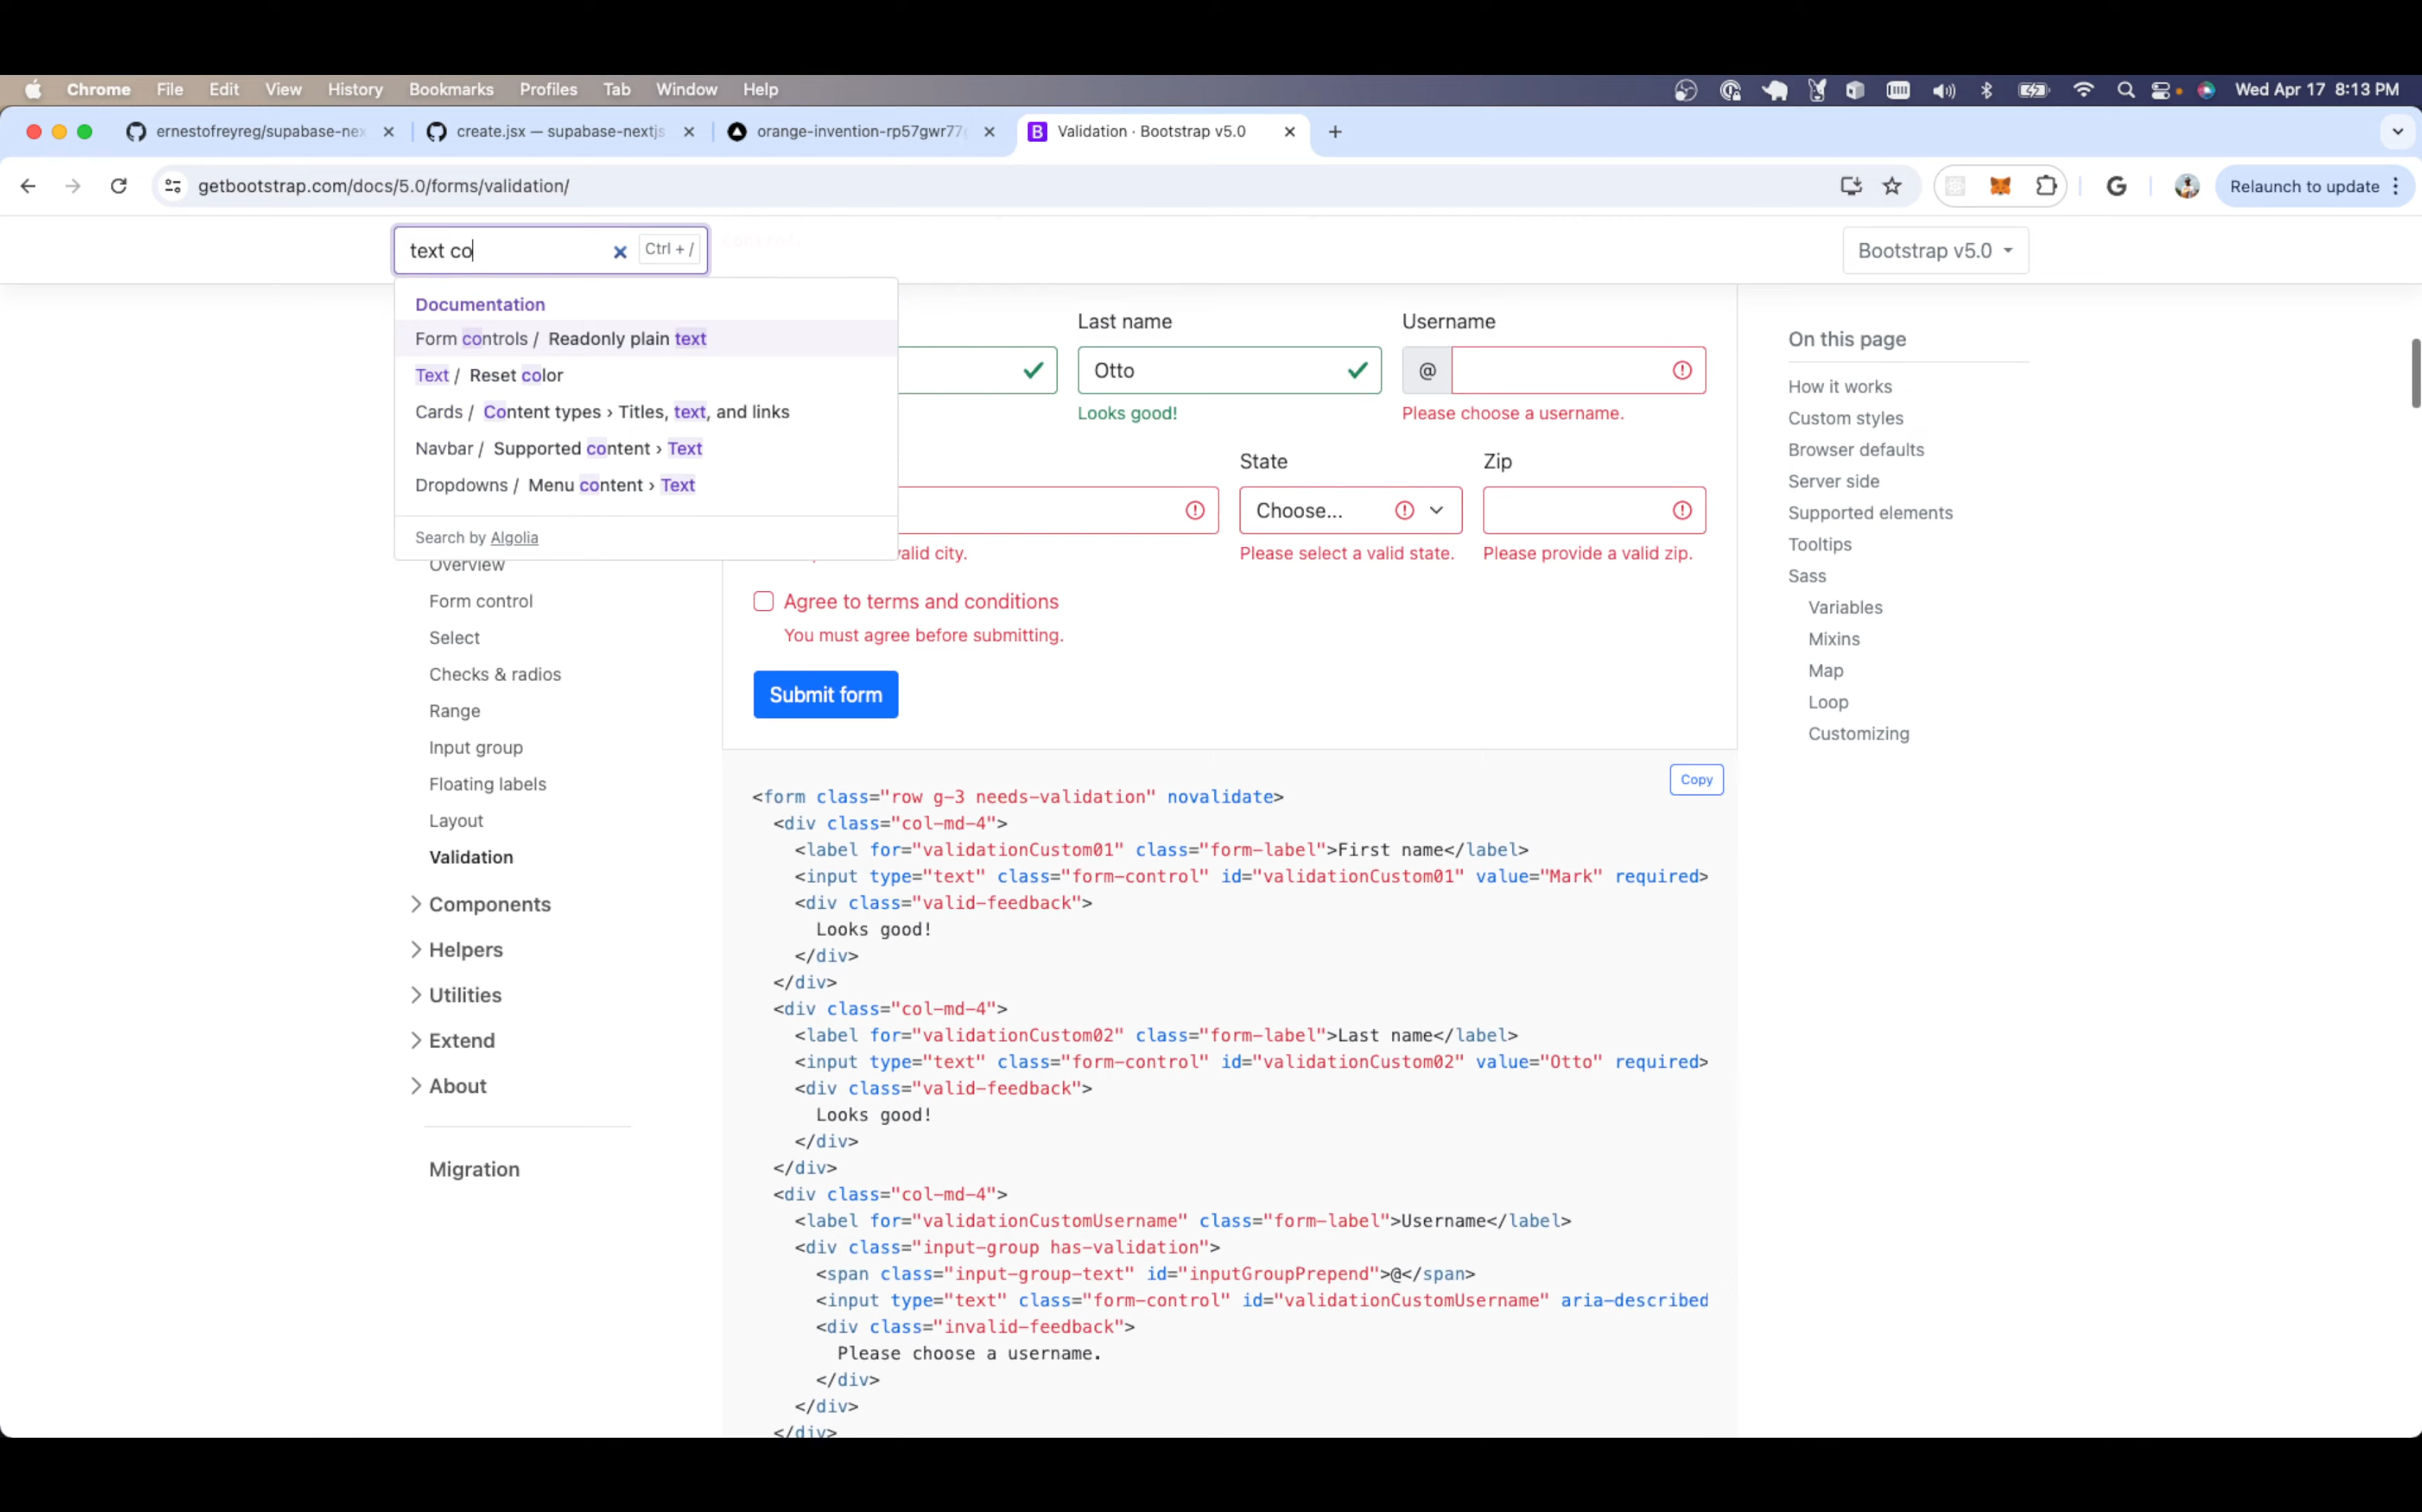 Chrome File Edit View History Bookmarks Profiles Tab Window Help Wed Apr 17 8:13 PM
ernestofreyreg/supabase-nex create.jsx — supabase-nextjs orange-invention-rp57gwr77 Validation · Bootstrap v5.0
getbootstrap.com/docs/5.0/forms/validation/ Relaunch to update
text co Ctrl + / Bootstrap v5.0
Documentation
Form controls / Readonly plain text
Text / Reset color
Cards / Content types › Titles, text, and links
Navbar / Supported content › Text
Dropdowns / Menu content › Text
Search by Algolia
Overview
Form control
Select
Checks & radios
Range
Input group
Floating labels
Layout
Validation
Components
Helpers
Utilities
Extend
About
Migration
Last name Username
Otto @
Looks good! Please choose a username.
State Zip
Choose...
valid city. Please select a valid state. Please provide a valid zip.
Agree to terms and conditions
You must agree before submitting.
Submit form
Copy
<form class="row g-3 needs-validation" novalidate>
<div class="col-md-4">
<label for="validationCustom01" class="form-label">First name</label>
<input type="text" class="form-control" id="validationCustom01" value="Mark" required>
<div class="valid-feedback">
Looks good!
</div>
</div>
<div class="col-md-4">
<label for="validationCustom02" class="form-label">Last name</label>
<input type="text" class="form-control" id="validationCustom02" value="Otto" required>
<div class="valid-feedback">
Looks good!
</div>
</div>
<div class="col-md-4">
<label for="validationCustomUsername" class="form-label">Username</label>
<div class="input-group has-validation">
<span class="input-group-text" id="inputGroupPrepend">@</span>
<input type="text" class="form-control" id="validationCustomUsername" aria-described
<div class="invalid-feedback">
Please choose a username.
</div>
</div>
</div>
On this page
How it works
Custom styles
Browser defaults
Server side
Supported elements
Tooltips
Sass
Variables
Mixins
Map
Loop
Customizing